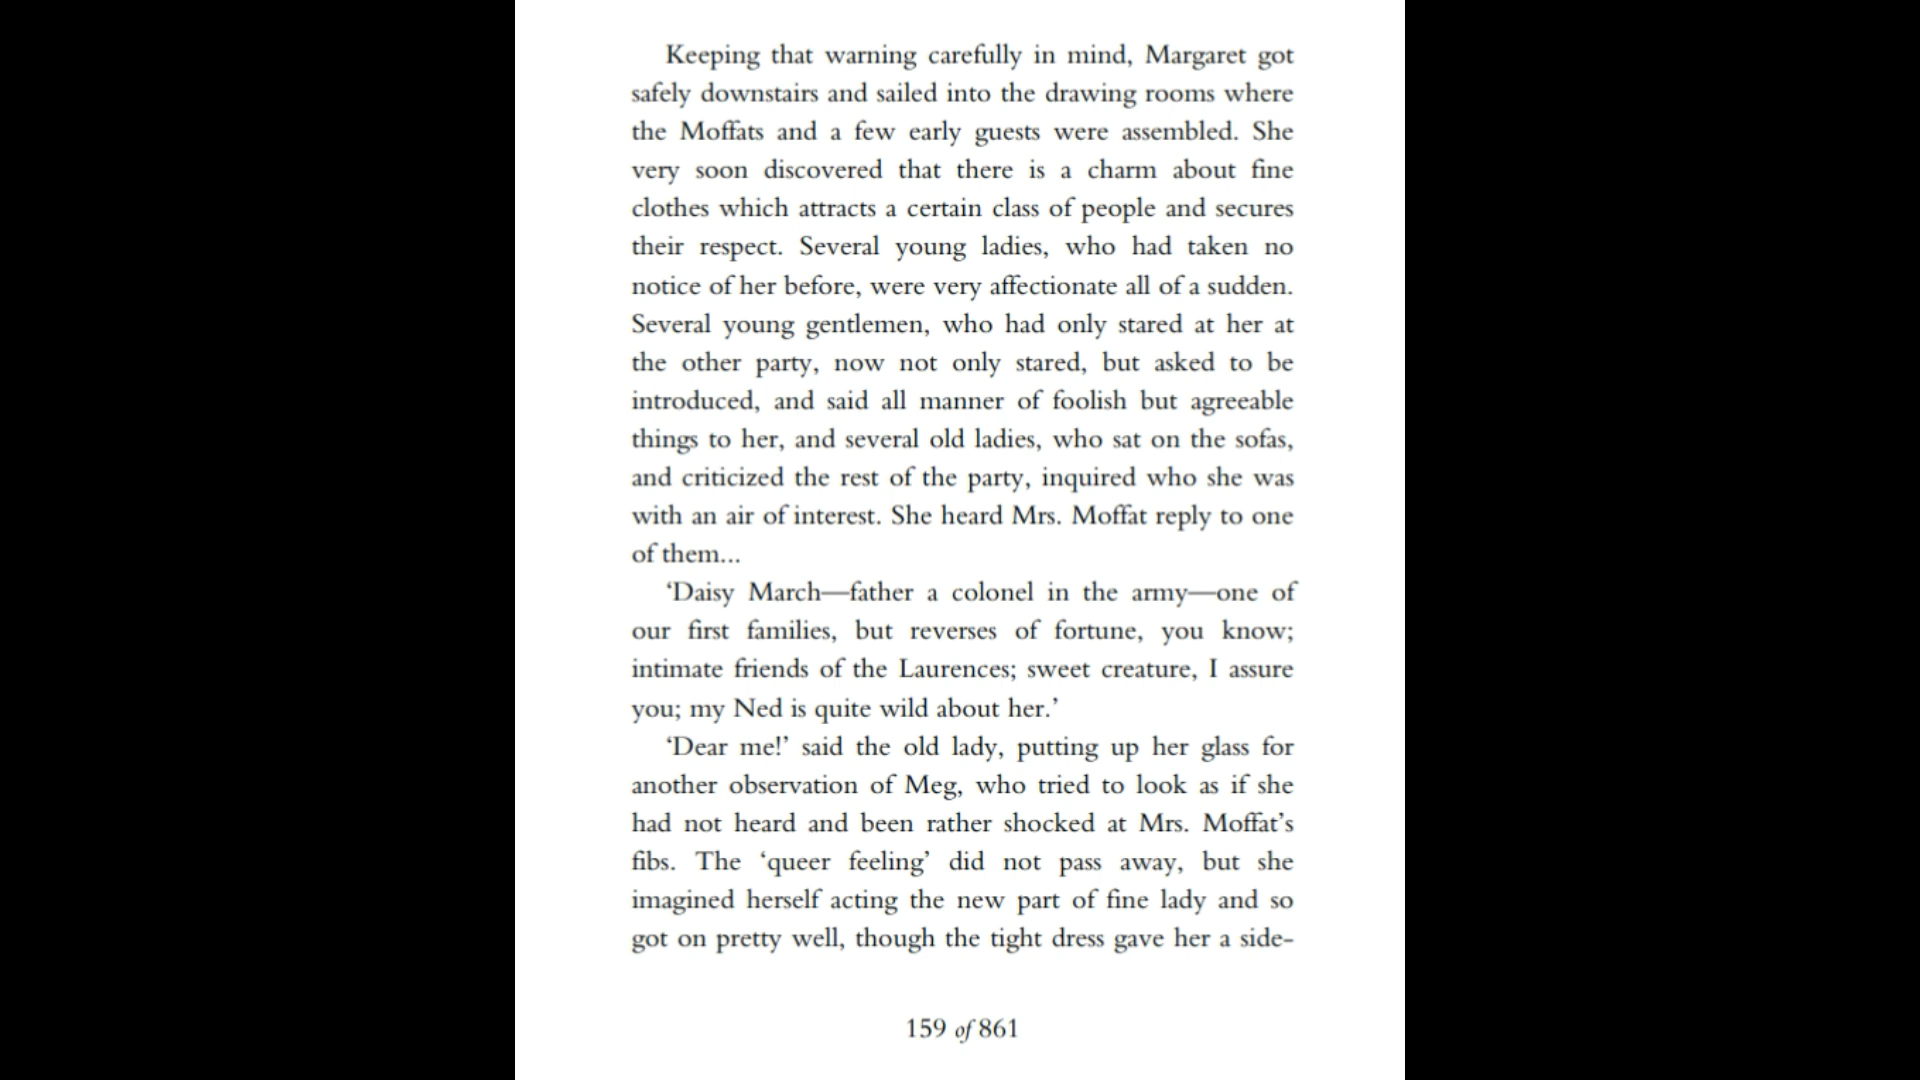 Keeping that warning carefully in mind, Margaret got
safely downstairs and sailed into the drawing rooms where
the Moffats and a few early guests were assembled. She
very soon discovered that there is a charm about fine
clothes which attracts a certain class of people and secures
their respect. Several young ladies, who had taken no
notice of her before, were very affectionate all of a sudden.
Several young gentlemen, who had only stared at her at
the other party, now not only stared, but asked to be
introduced, and said all manner of foolish but agreeable
things to her, and several old ladies, who sat on the sofas,
and criticized the rest of the party, inquired who she was
with an air of interest. She heard Mrs. Moffat reply to one
of them...
‘Daisy March—father a colonel in the army—one of
our first families, but reverses of fortune, you know;
intimate friends of the Laurences; sweet creature, I assure
you; my Ned is quite wild about her.’
‘Dear me!’ said the old lady, putting up her glass for
another observation of Meg, who tried to look as if she
had not heard and been rather shocked at Mrs. Moffat’s
fibs. The ‘queer feeling’ did not pass away, but she
imagined herself acting the new part of fine lady and so
got on pretty well, though the tight dress gave her a side-
159 of 861